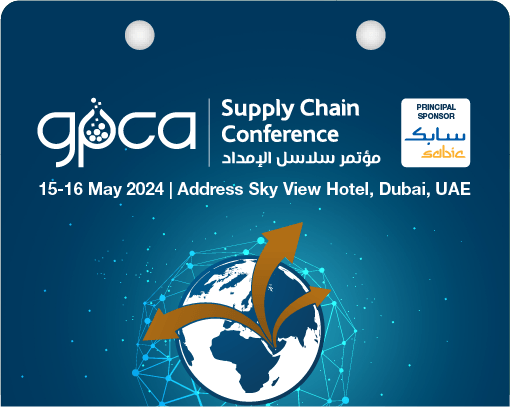 gpca
Supply Chain
Conference
مؤتمر سلاسل الإمداد
PRINCIPAL
SPONSOR
سابك
sabic
15-16 May 2024 | Address Sky View Hotel, Dubai, UAE